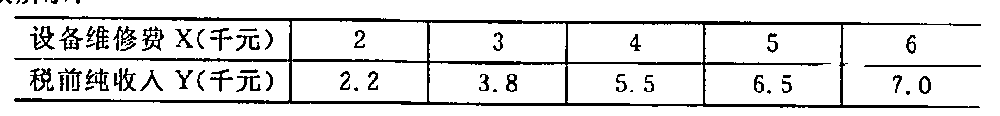 设备维修费 X(千元) 2 3 4 5 6
税前纯收入 Y(千元) 2.2 3.8 5.5 6.5 7.0